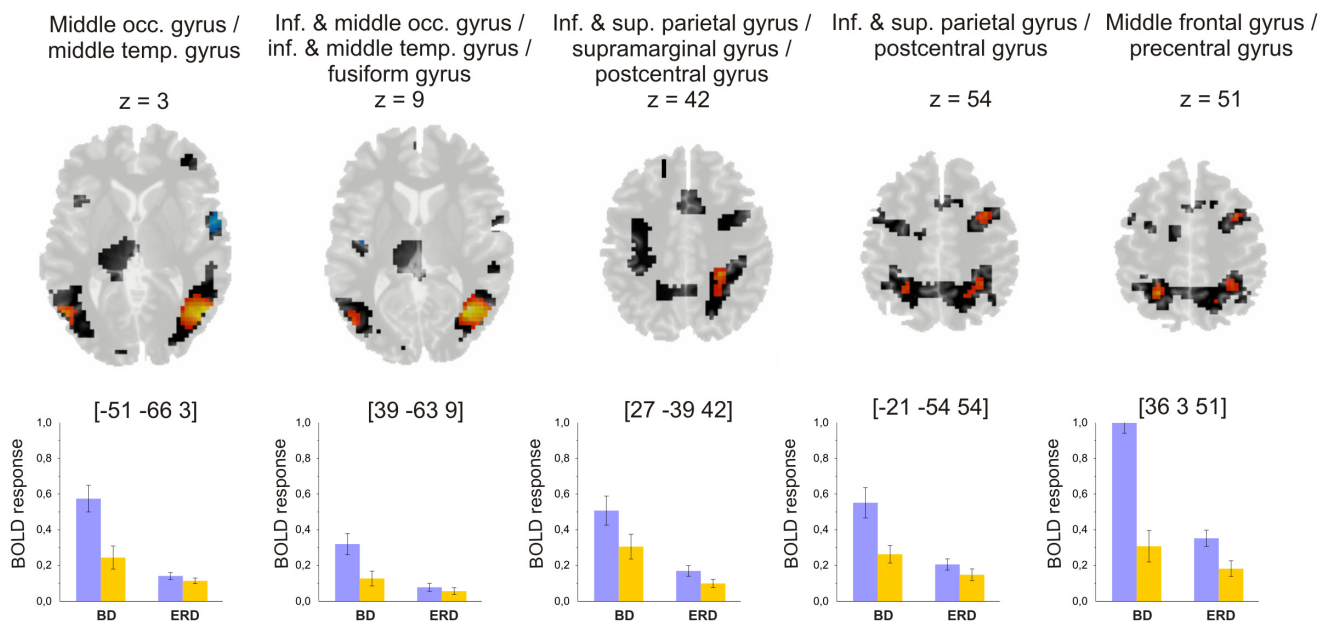 Middle occ. gyrus /
middle temp. gyrus
z = 3
Inf. & middle occ. gyrus /
inf. & middle temp. gyrus /
fusiform gyrus
z = 9
Inf. & sup. parietal gyrus /
supramarginal gyrus /
postcentral gyrus
z = 42
Inf. & sup. parietal gyrus /
postcentral gyrus
z = 54
Middle frontal gyrus /
precentral gyrus
z = 51
[-51 -66 3]
BOLD response
1,0
0,8
0,6
0,4
0,2
0,0
BD ERD
[39 -63 9]
BOLD response
1,0
0,8
0,6
0,4
0,2
0,0
BD ERD
[27 -39 42]
BOLD response
1,0
0,8
0,6
0,4
0,2
0,0
BD ERD
[-21 -54 54]
BOLD response
1,0
0,8
0,6
0,4
0,2
0,0
BD ERD
[36 3 51]
BOLD response
1,0
0,8
0,6
0,4
0,2
0,0
BD ERD